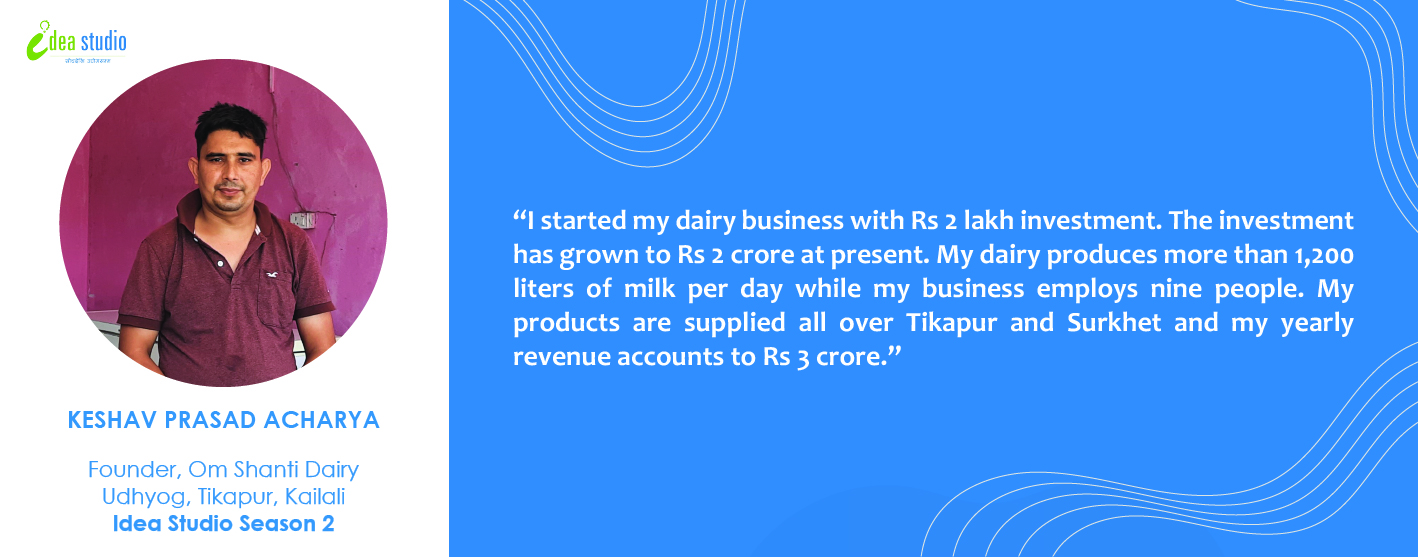 idea studio
“I started my dairy business with Rs 2 lakh investment. The investment
has grown to Rs 2 crore at present. My dairy produces more than 1,200
liters of milk per day while my business employs nine people. My
products are supplied all over Tikapur and Surkhet and my yearly
revenue accounts to Rs 3 crore.”
KESHAV PRASAD ACHARYA
Founder, Om Shanti Dairy
Udhyog, Tikapur, Kailali
Idea Studio Season 2